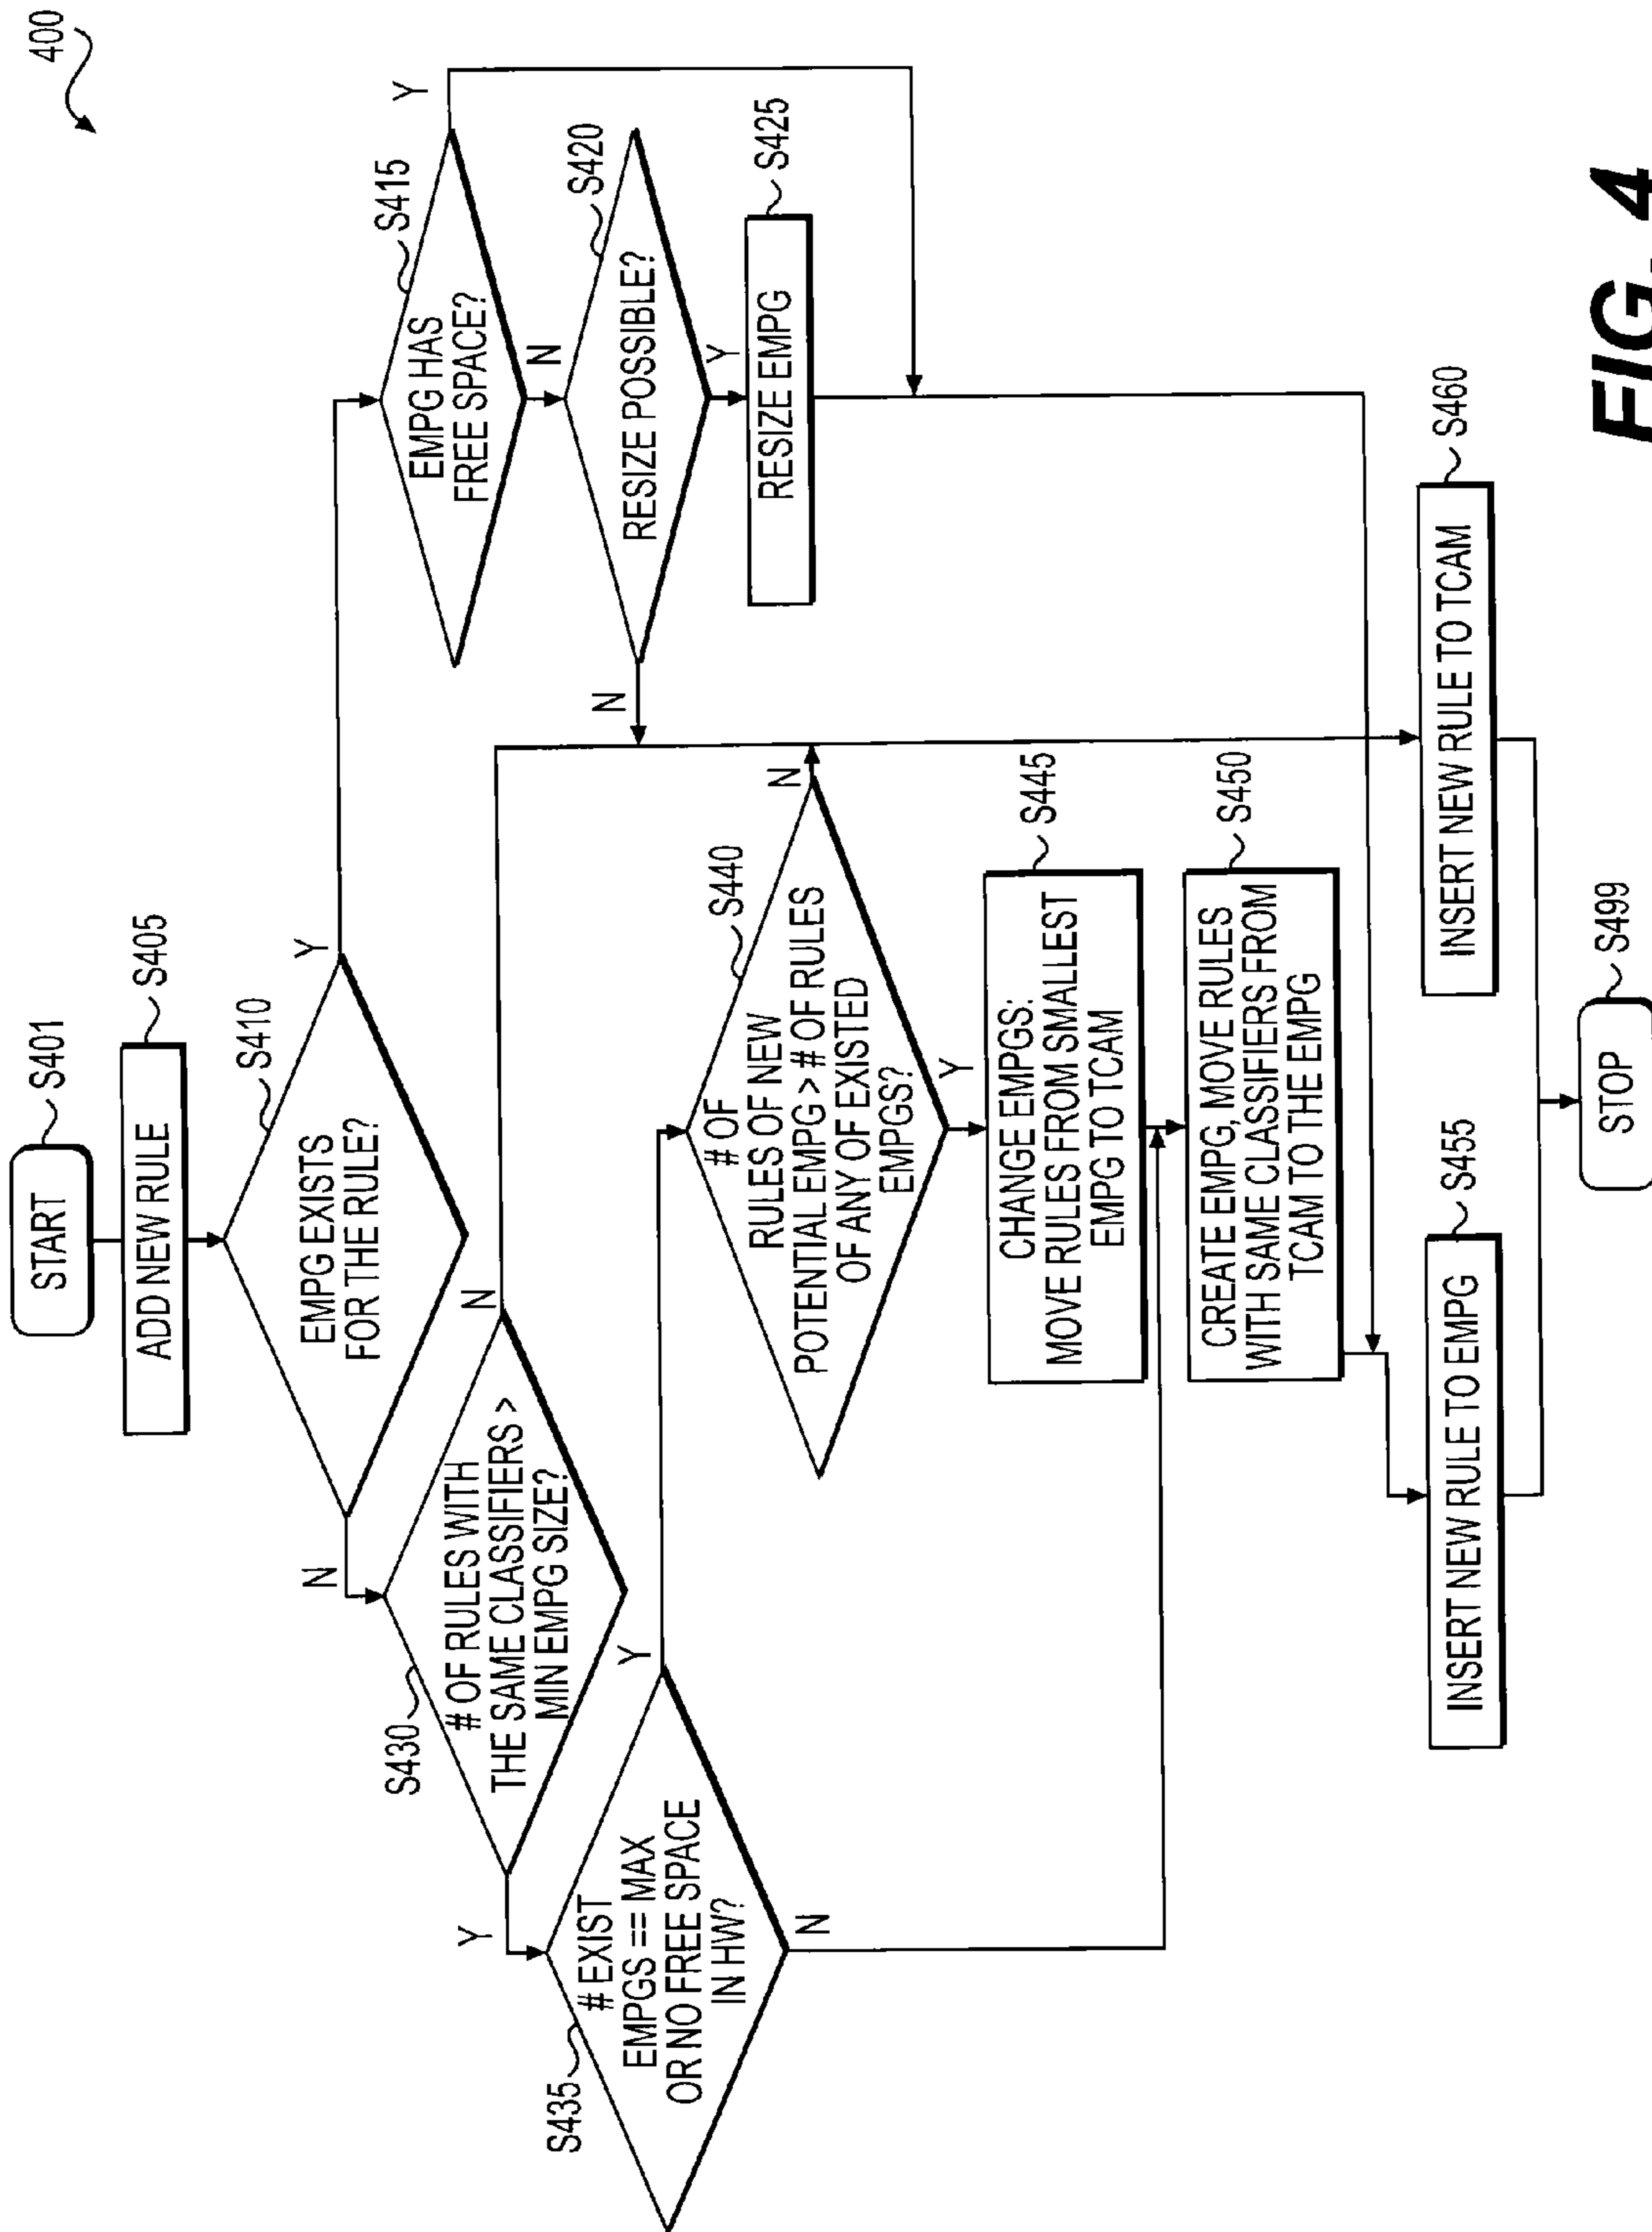 400
START
S401
ADD NEW RULE
S405
EMPG EXISTS
FOR THE RULE?
S410
Y
N
EMPG HAS
FREE SPACE?
S415
Y
N
RESIZE POSSIBLE?
S420
N
Y
RESIZE EMPG
S425
# OF RULES WITH
THE SAME CLASSIFIERS >
MIN EMPG SIZE?
S430
N
Y
# EXIST
EMPGS == MAX
OR NO FREE SPACE
IN HW?
S435
Y
N
# OF
RULES OF NEW
POTENTIAL EMPG > # OF RULES
OF ANY OF EXISTED
EMPGS?
S440
N
Y
CHANGE EMPGS:
MOVE RULES FROM SMALLEST
EMPG TO TCAM
S445
CREATE EMPG, MOVE RULES
WITH SAME CLASSIFIERS FROM
TCAM TO THE EMPG
S450
INSERT NEW RULE TO EMPG
S455
INSERT NEW RULE TO TCAM
S460
STOP
S499
FIG. 4